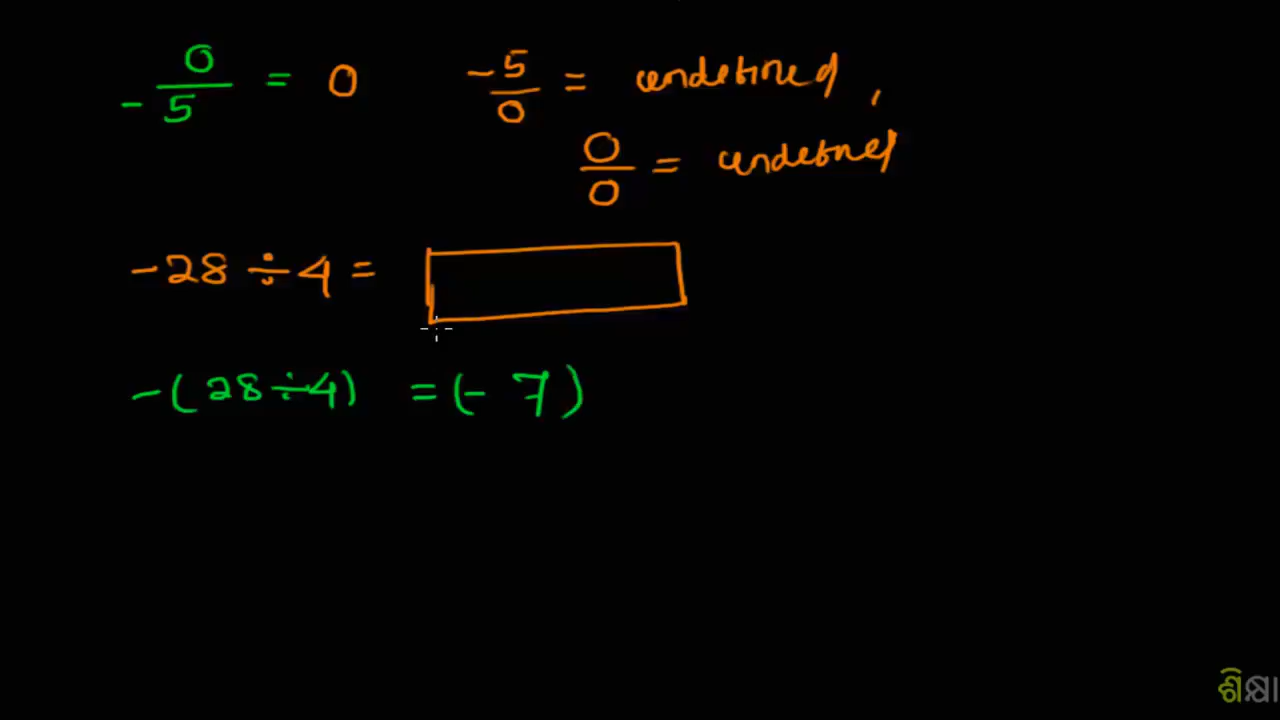 0/-5 = 0   -5/0 = undefined,
0/0 = undefined
-28 ÷ 4 =
-(28 ÷ 4) = (-7)
ଶିକ୍ଷା